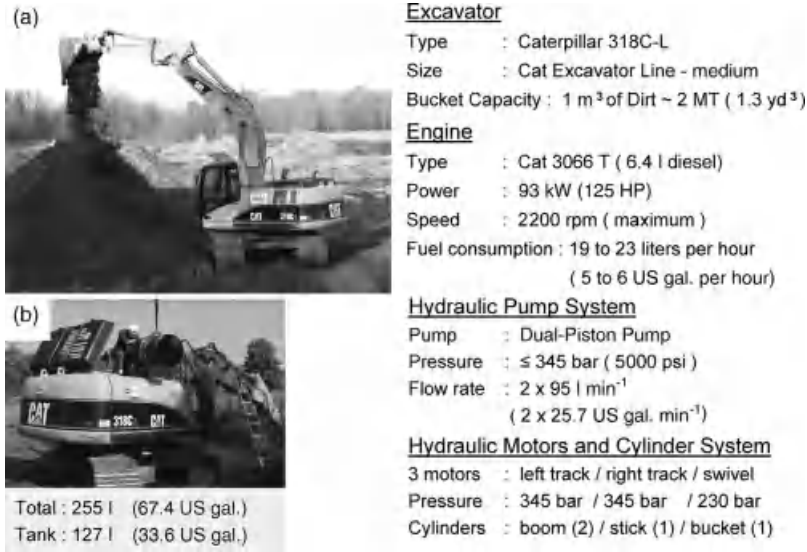 (a)
CAT
CAT
318C
(b)
CAT
318C
CAT
Total : 255 l (67.4 US gal.)
Tank : 127 l (33.6 US gal.)
Excavator
Type : Caterpillar 318C-L
Size : Cat Excavator Line - medium
Bucket Capacity : 1 m³ of Dirt ~ 2 MT ( 1.3 yd³ )
Engine
Type : Cat 3066 T ( 6.4 l diesel)
Power : 93 kW (125 HP)
Speed : 2200 rpm ( maximum )
Fuel consumption : 19 to 23 liters per hour
( 5 to 6 US gal. per hour)
Hydraulic Pump System
Pump : Dual-Piston Pump
Pressure : ≤ 345 bar ( 5000 psi )
Flow rate : 2 x 95 l min⁻¹
( 2 x 25.7 US gal. min⁻¹)
Hydraulic Motors and Cylinder System
3 motors : left track / right track / swivel
Pressure : 345 bar / 345 bar / 230 bar
Cylinders : boom (2) / stick (1) / bucket (1)